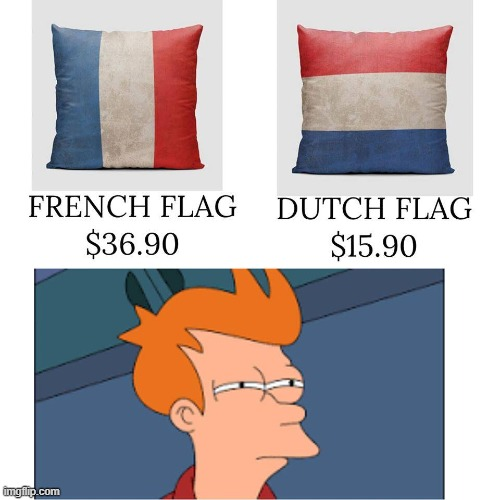 FRENCH FLAG
$36.90
DUTCH FLAG
$15.90
imgflip.com